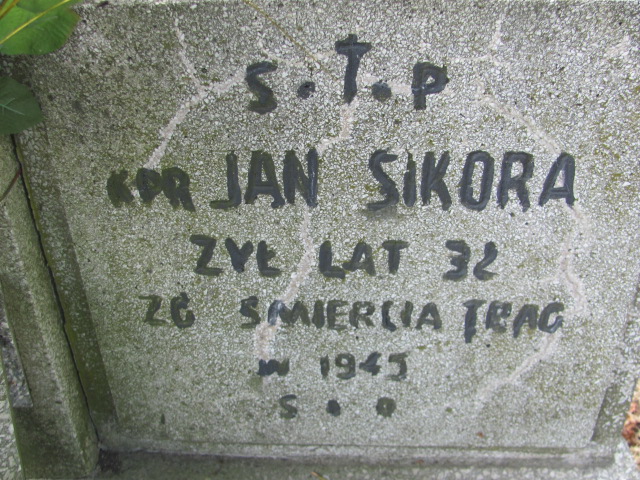 S.T.P
KPR JAN SIKORA
ŻYŁ LAT 32
ZG ŚMIERCIĄ TRAG
W 1945
S O P